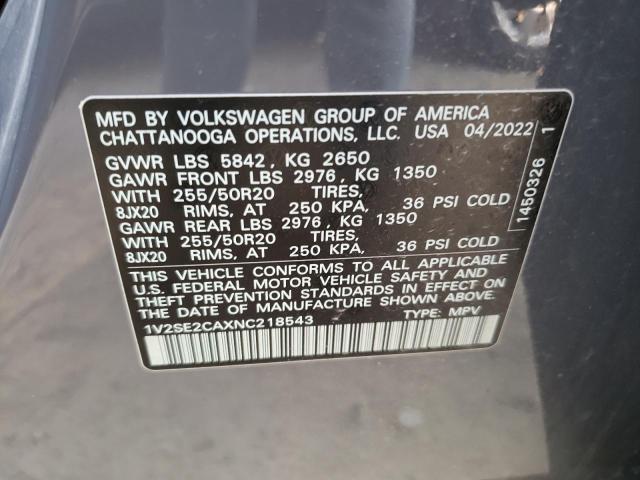 MFD BY VOLKSWAGEN GROUP OF AMERICA
CHATTANOOGA OPERATIONS, LLC. USA 04/2022
GVWR LBS 5842, KG 2650
GAWR FRONT LBS 2976, KG 1350
WITH 255/50R20 TIRES,
8JX20 RIMS, AT 250 KPA, 36 PSI COLD
GAWR REAR LBS 2976, KG 1350
WITH 255/50R20 TIRES,
8JX20 RIMS, AT 250 KPA, 36 PSI COLD
THIS VEHICLE CONFORMS TO ALL APPLICABLE
U.S. FEDERAL MOTOR VEHICLE SAFETY AND
THEFT PREVENTION STANDARDS IN EFFECT ON
THE DATE OF MANUFACTURE SHOWN ABOVE.
1V2SE2CAXNC218543 TYPE: MPV
1450326 1